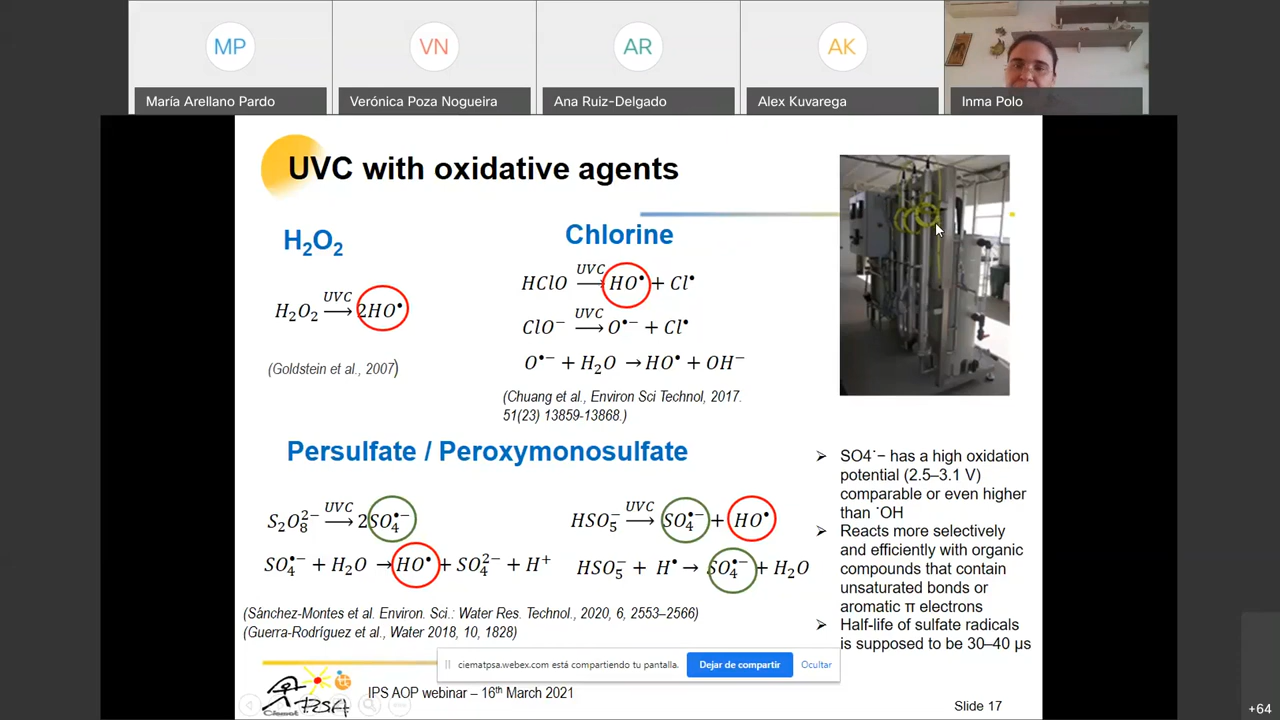 MP
VN
AR
AK
María Arellano Pardo
Verónica Poza Nogueira
Ana Ruiz-Delgado
Alex Kuvarega
Inma Polo
UVC with oxidative agents
H₂O₂
H₂O₂ —UVC→ 2HO•
(Goldstein et al., 2007)
Chlorine
HClO —UVC→ HO• + Cl•
ClO⁻ —UVC→ O•⁻ + Cl•
O•⁻ + H₂O → HO• + OH⁻
(Chuang et al., Environ Sci Technol, 2017.
51(23) 13859-13868.)
Persulfate / Peroxymonosulfate
S₂O₈²⁻ —UVC→ 2SO₄•⁻
SO₄•⁻ + H₂O → HO• + SO₄²⁻ + H⁺
HSO₅⁻ —UVC→ SO₄•⁻ + HO•
HSO₅⁻ + H• → SO₄•⁻ + H₂O
(Sánchez-Montes et al. Environ. Sci.: Water Res. Technol., 2020, 6, 2553–2566)
(Guerra-Rodríguez et al., Water 2018, 10, 1828)
➢ SO4˙− has a high oxidation
potential (2.5–3.1 V)
comparable or even higher
than ˙OH
➢ Reacts more selectively
and efficiently with organic
compounds that contain
unsaturated bonds or
aromatic π electrons
➢ Half-life of sulfate radicals
is supposed to be 30–40 µs
ciematpsa.webex.com está compartiendo tu pantalla.
Dejar de compartir
Ocultar
Ciemat
PSA
IPS AOP webinar – 16th March 2021
Slide 17
+64